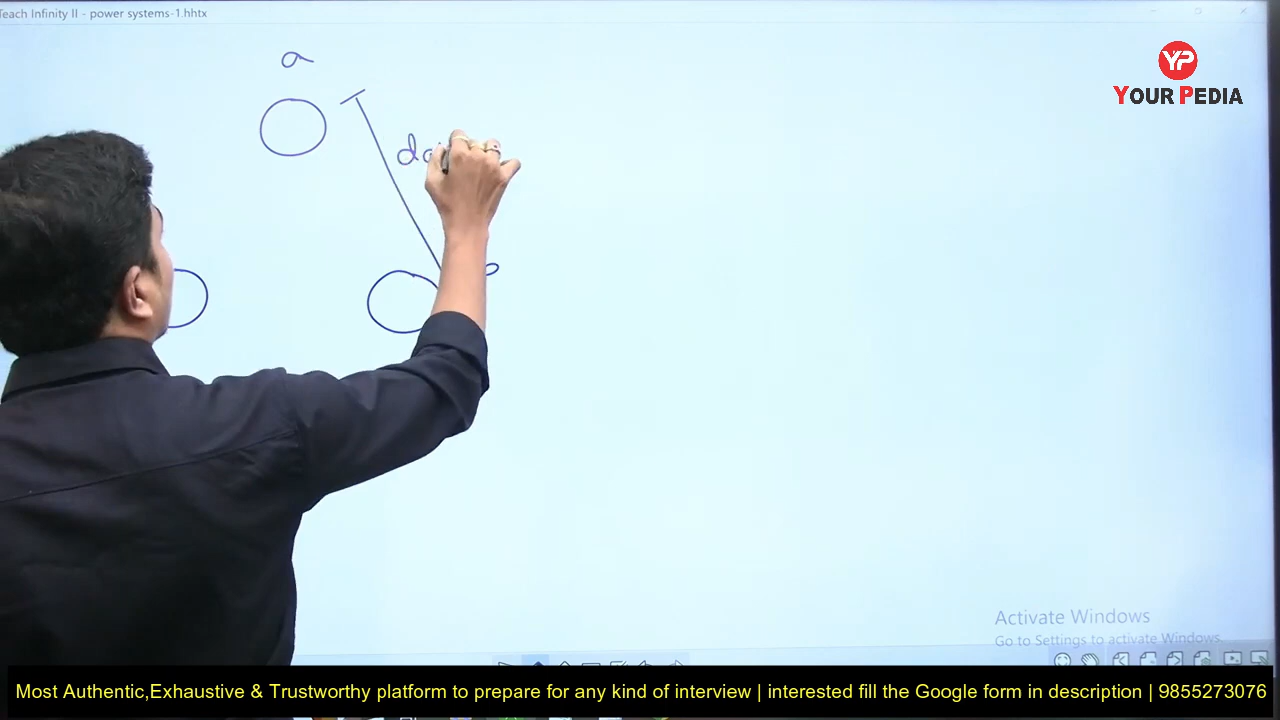 Teach Infinity II - power systems-1.hhtx
YP
YOUR PEDIA
a
Activate Windows
Go to Settings to activate Windows.
Most Authentic,Exhaustive & Trustworthy platform to prepare for any kind of interview | interested fill the Google form in description | 9855273076